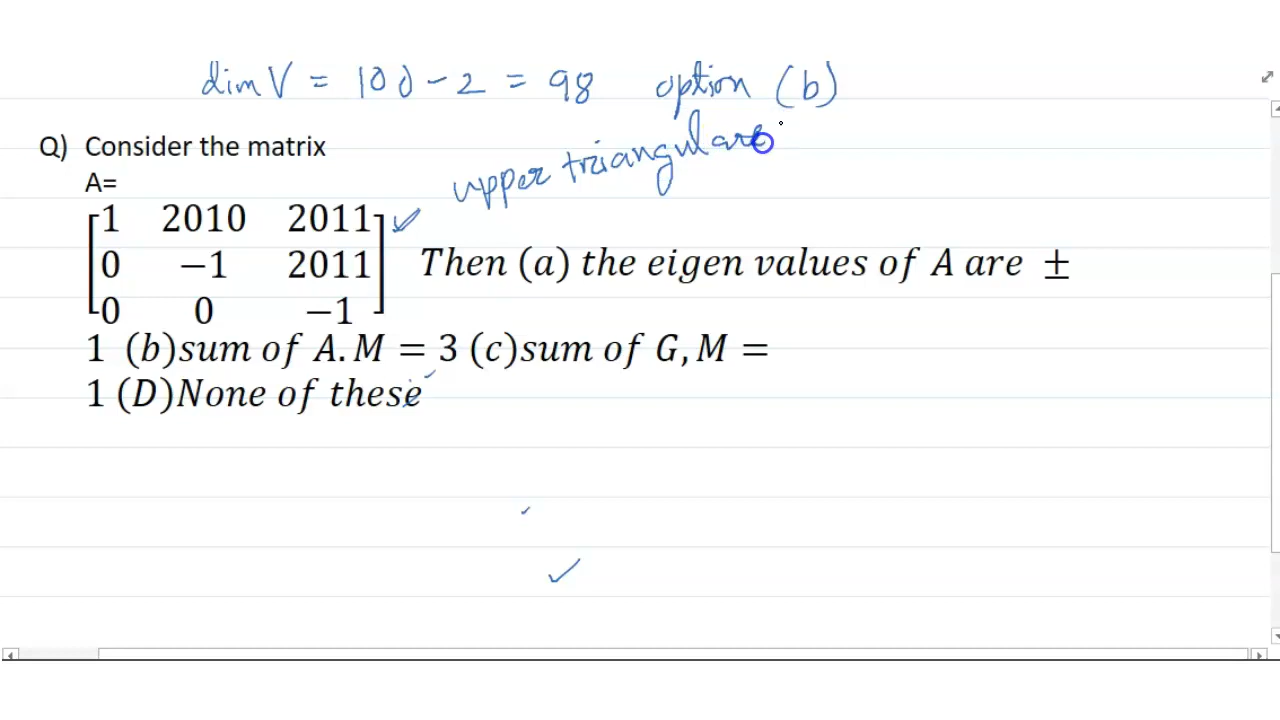 dim V = 100 - 2 = 98 option (b)
Q) Consider the matrix
upper triangular
A=
1 2010 2011
0 −1 2011
0 0 −1
Then (a) the eigen values of A are ±
1 (b)sum of A.M = 3 (c)sum of G,M =
1 (D)None of these